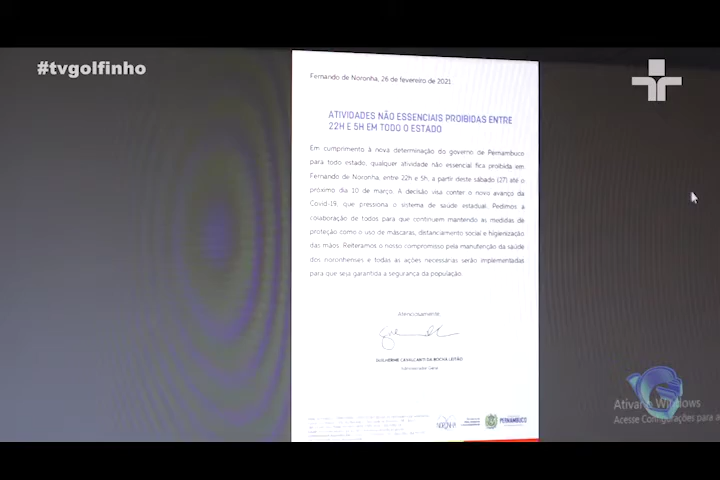 #tvgolfinho
Fernando de Noronha, 26 de fevereiro de 2021
ATIVIDADES NÃO ESSENCIAIS PROIBIDAS ENTRE
22H E 5H EM TODO O ESTADO
Em cumprimento à nova determinação do governo de Pernambuco
para todo estado, qualquer atividade não essencial fica proibida em
Fernando de Noronha, entre 22h e 5h, a partir deste sábado (27) até o
próximo dia 10 de março. A decisão visa conter o novo avanço da
Covid-19, que pressiona o sistema de saúde estadual. Pedimos a
colaboração de todos para que continuem mantendo as medidas de
proteção como o uso de máscaras, distanciamento social e higienização
das mãos. Reiteramos o nosso compromisso pela manutenção da saúde
dos noronhenses e todas as ações necessárias serão implementadas
para que seja garantida a segurança da população.
Atenciosamente
GUILHERME CAVALCANTI DA ROCHA LEITÃO
Administrador Geral
NORONHA
PERNAMBUCO
Ativar o Windows
Acesse Configurações para a